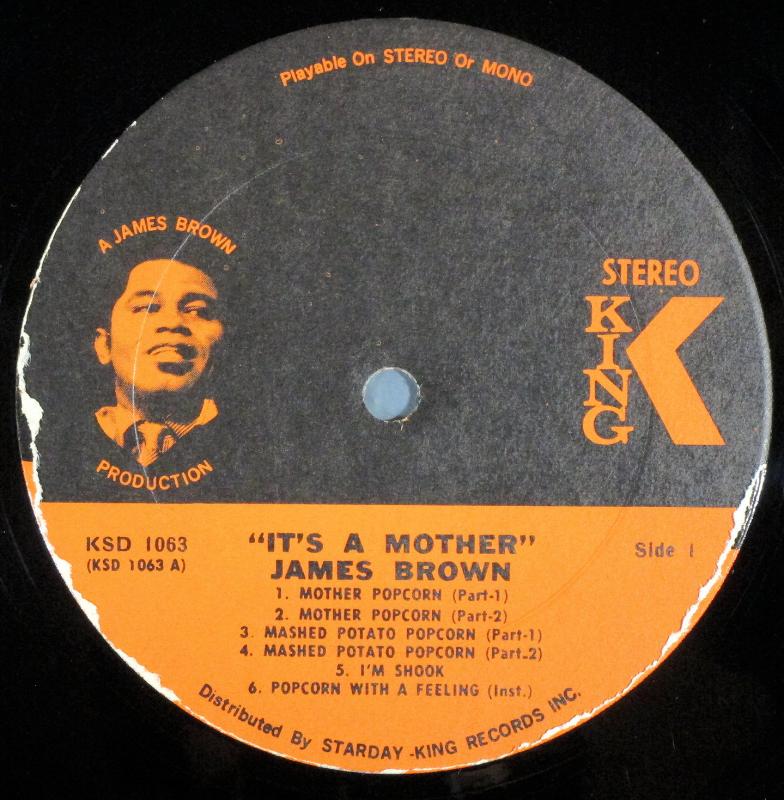 Playable On STEREO Or MONO
A JAMES BROWN
PRODUCTION
STEREO
KING
K
KSD 1063
(KSD 1063 A)
"IT'S A MOTHER"
JAMES BROWN
Side 1
1. MOTHER POPCORN (Part-1)
2. MOTHER POPCORN (Part-2)
3. MASHED POTATO POPCORN (Part-1)
4. MASHED POTATO POPCORN (Part-2)
5. I'M SHOOK
6. POPCORN WITH A FEELING (Inst.)
Distributed By STARDAY-KING RECORDS INC.